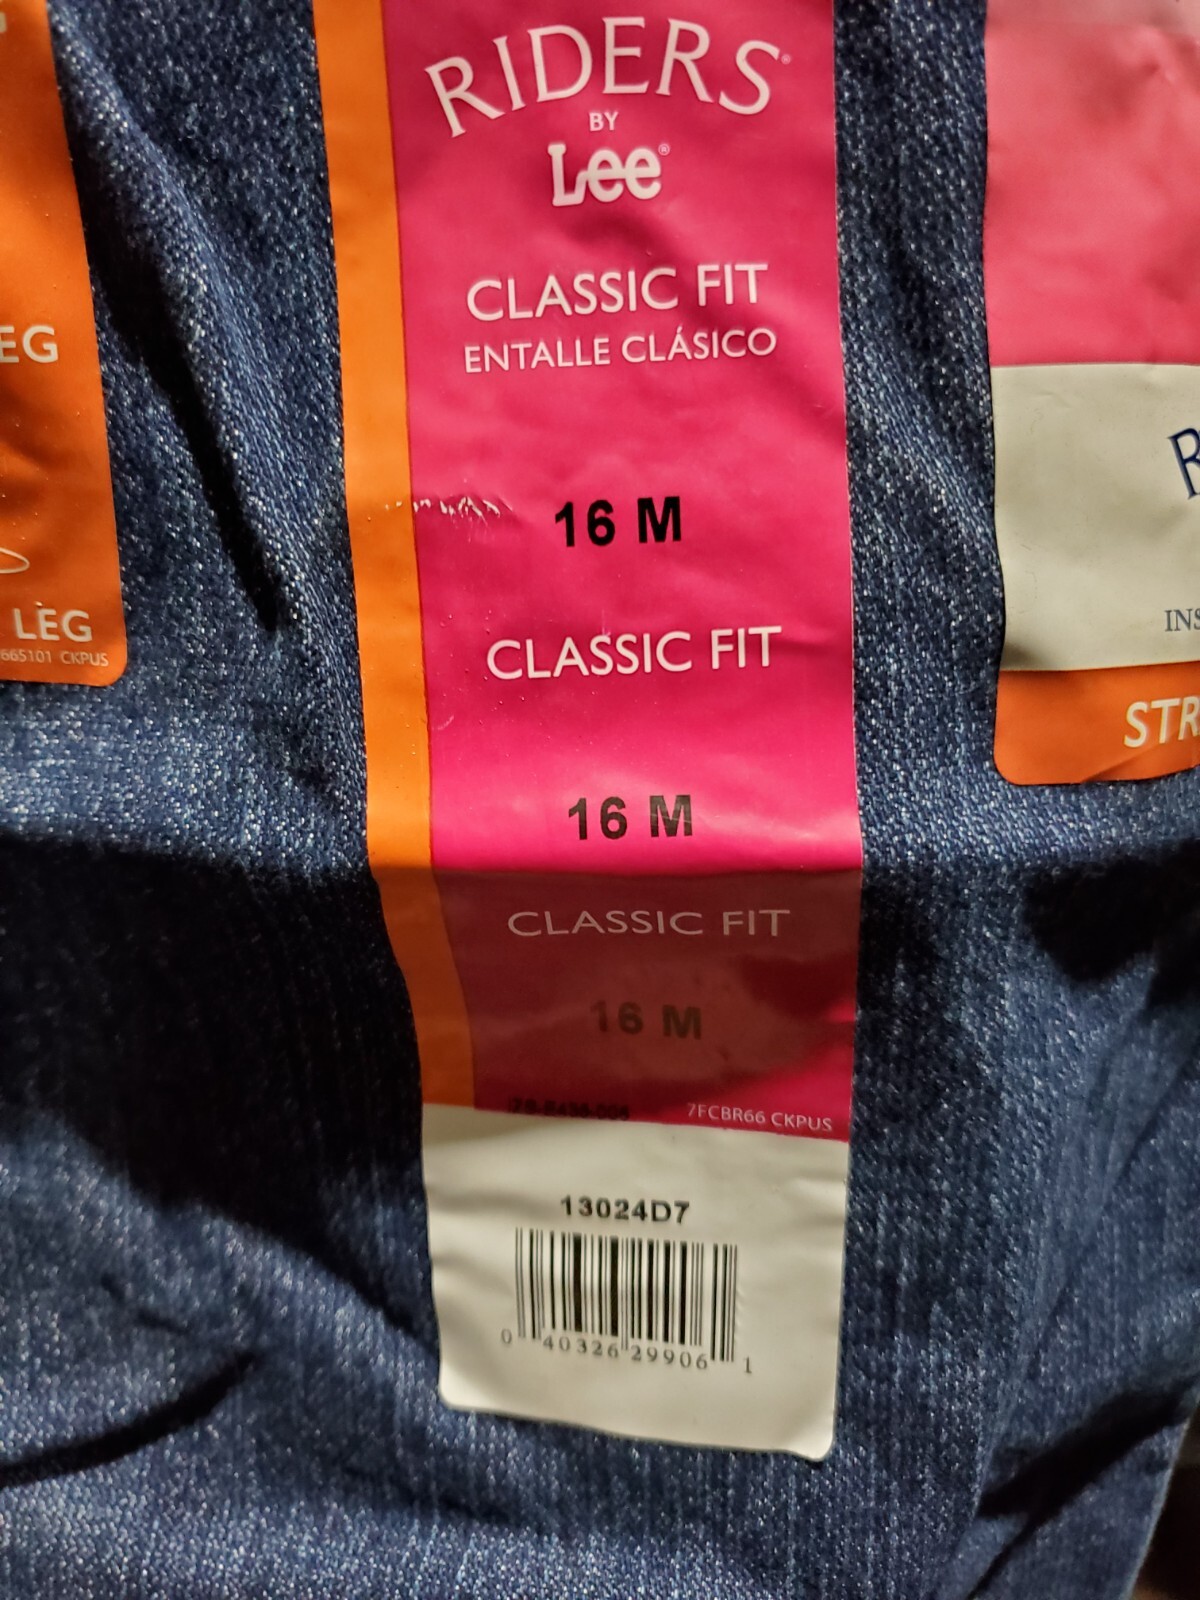 EG
LEG
665101 CKPUS
RIDERS®
BY
Lee®
CLASSIC FIT
ENTALLE CLÁSICO
16 M
CLASSIC FIT
16 M
CLASSIC FIT
16 M
7FCBR66 CKPUS
13024D7
0 40326 29906 1
R
INS
STR